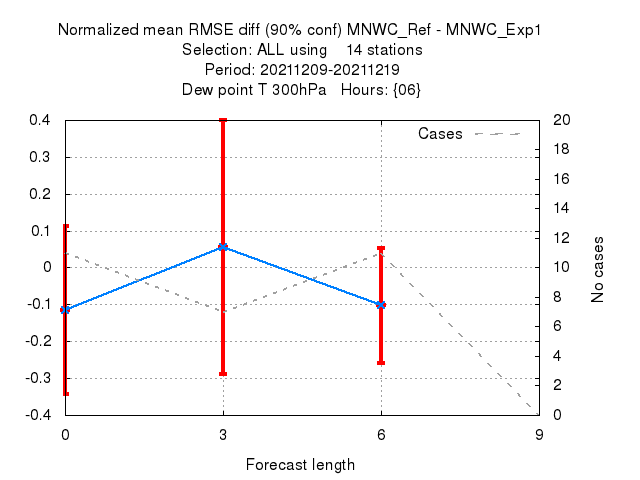 Normalized mean RMSE diff (90% conf) MNWC_Ref - MNWC_Exp1
Selection: ALL using 14 stations
Period: 20211209-20211219
Dew point T 300hPa Hours: {06}
Cases
0.4
0.3
0.2
0.1
0
-0.1
-0.2
-0.3
-0.4
20
18
16
14
12
10
8
6
4
2
0
No cases
0 3 6 9
Forecast length